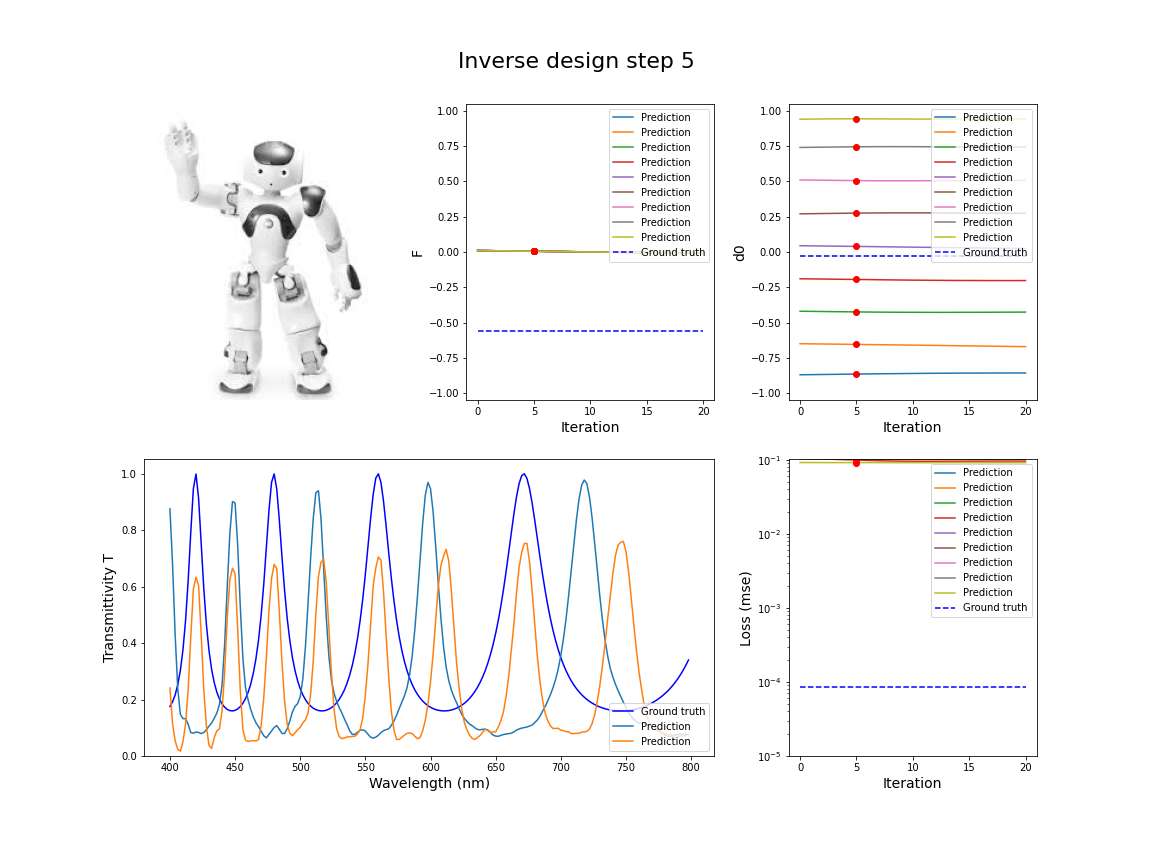 Inverse design step 5
F
1.00
0.75
0.50
0.25
0.00
−0.25
−0.50
−0.75
−1.00
0 5 10 15 20
Iteration
Prediction
Prediction
Prediction
Prediction
Prediction
Prediction
Prediction
Prediction
Prediction
Ground truth
d0
1.00
0.75
0.50
0.25
0.00
−0.25
−0.50
−0.75
−1.00
0 5 10 15 20
Iteration
Prediction
Prediction
Prediction
Prediction
Prediction
Prediction
Prediction
Prediction
Prediction
Ground truth
Transmittivity T
1.0
0.8
0.6
0.4
0.2
0.0
400 450 500 550 600 650 700 750 800
Wavelength (nm)
Ground truth
Prediction
Prediction
Loss (mse)
10⁻¹
10⁻²
10⁻³
10⁻⁴
10⁻⁵
0 5 10 15 20
Iteration
Prediction
Prediction
Prediction
Prediction
Prediction
Prediction
Prediction
Prediction
Prediction
Ground truth